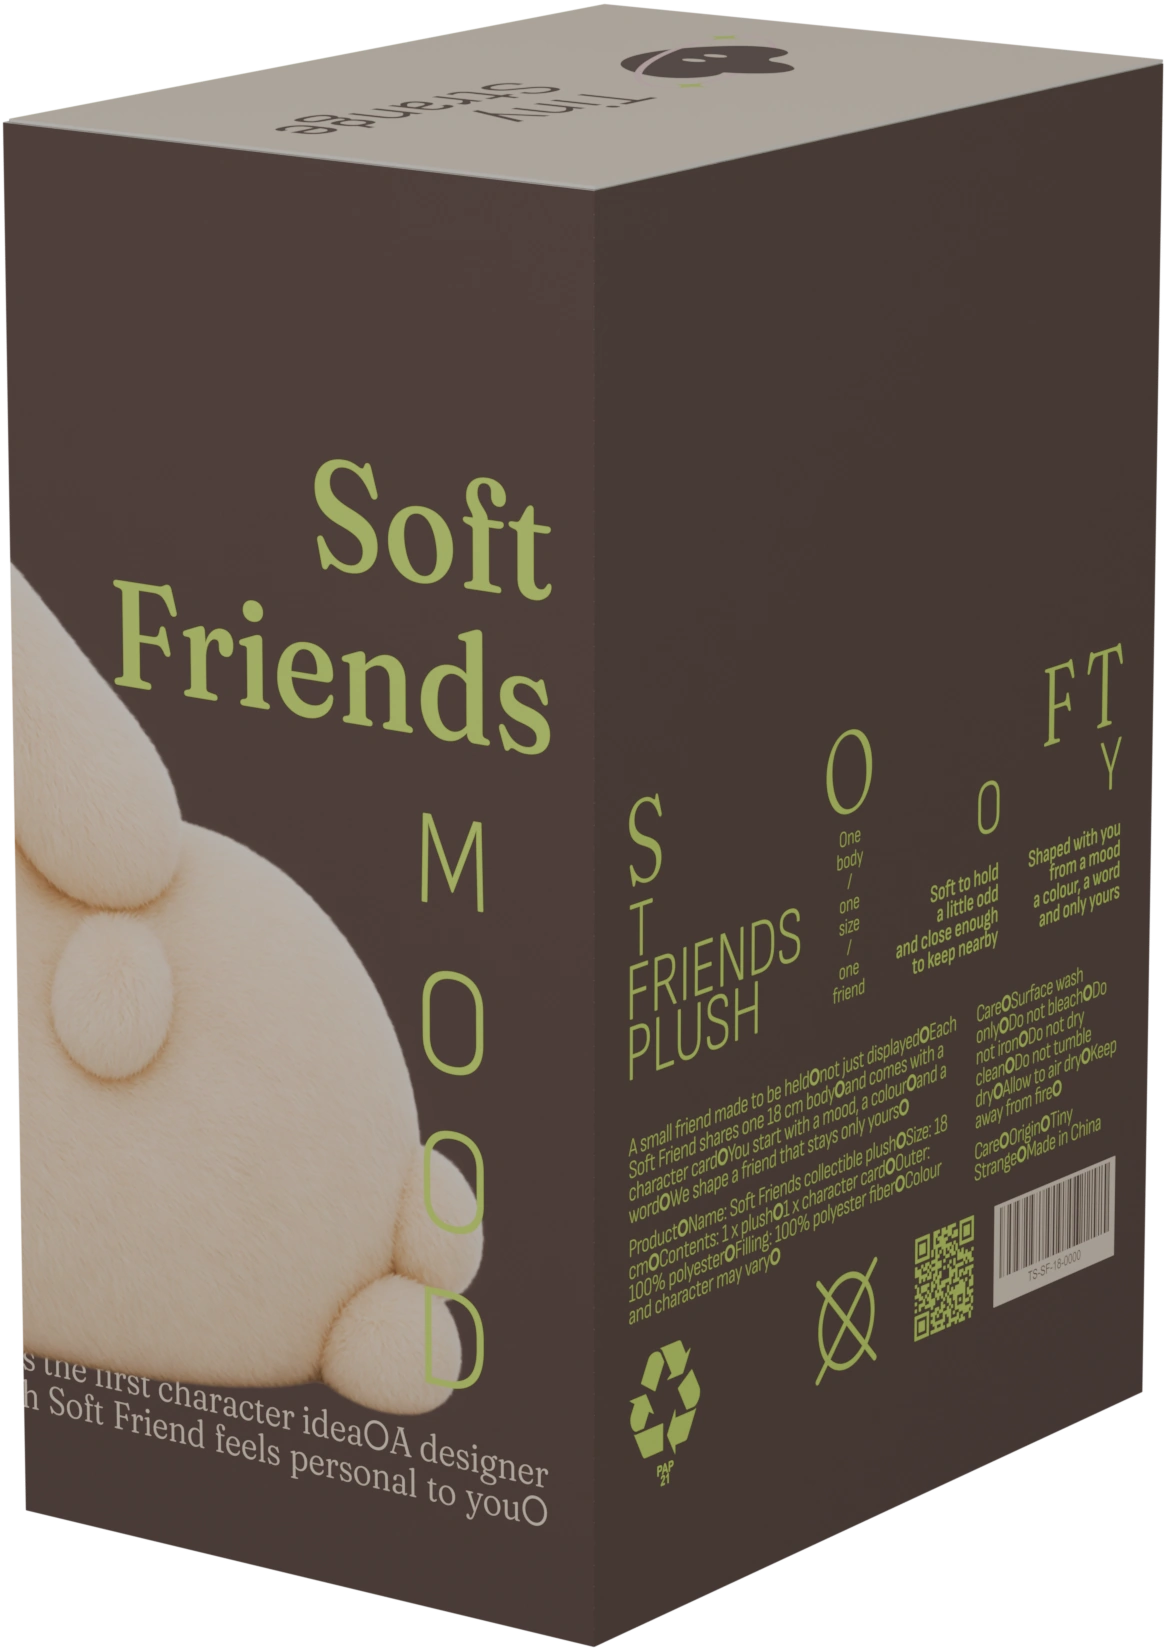 Tiny
Strange
Soft
Friends
M
O
O
D
s the first character ideaOA designer
h Soft Friend feels personal to youO
S O FT
T O Y
FRIENDS
PLUSH
One
body
/
one
size
/
one
friend
Soft to hold
a little odd
and close enough
to keep nearby
Shaped with you
from a mood
a colour, a word
and only yours
A small friend made to be heldOnot just displayedOEach
Soft Friend shares one 18 cm bodyOand comes with a
character cardOYou start with a mood, a colourOand a
wordOWe shape a friend that stays only yoursO
ProductOName: Soft Friends collectible plushOSize: 18
cmOContents: 1 x plushO1 x character cardOOuter:
100% polyesterOFilling: 100% polyester fiberOColour
and character may varyO
CareOSurface wash
onlyODo not bleachODo
not ironODo not dry
cleanODo not tumble
dryOAllow to air dryOKeep
away from fireO
CareOOriginOTiny
StrangeOMade in China
TS-SF-18-0000
PAP
21